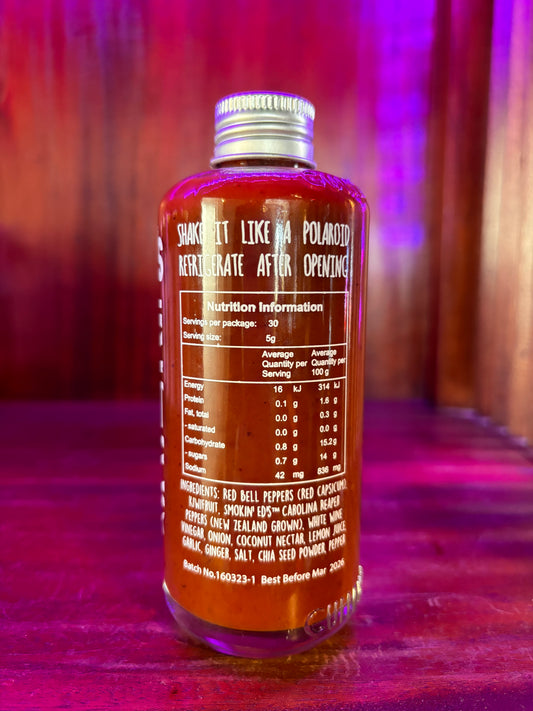 SHAKE IT LIKE A POLAROID
REFRIGERATE AFTER OPENING
Nutrition Information
Servings per package: 30
Serving size: 5g
Average Quantity per Serving Average Quantity per 100 g
Energy 16 kJ 314 kJ
Protein 0.1 g 1.6 g
Fat, total 0.0 g 0.3 g
- saturated 0.0 g 0.0 g
Carbohydrate 0.8 g 15.2 g
- sugars 0.7 g 14 g
Sodium 42 mg 836 mg
INGREDIENTS: RED BELL PEPPERS (RED CAPSICUM),
KIWIFRUIT, SMOKIN' ED'S™ CAROLINA REAPER
PEPPERS (NEW ZEALAND GROWN), WHITE WINE
VINEGAR, ONION, COCONUT NECTAR, LEMON JUICE,
GARLIC, GINGER, SALT, CHIA SEED POWDER, PEPPER
Batch No.160323-1 Best Before Mar 2026